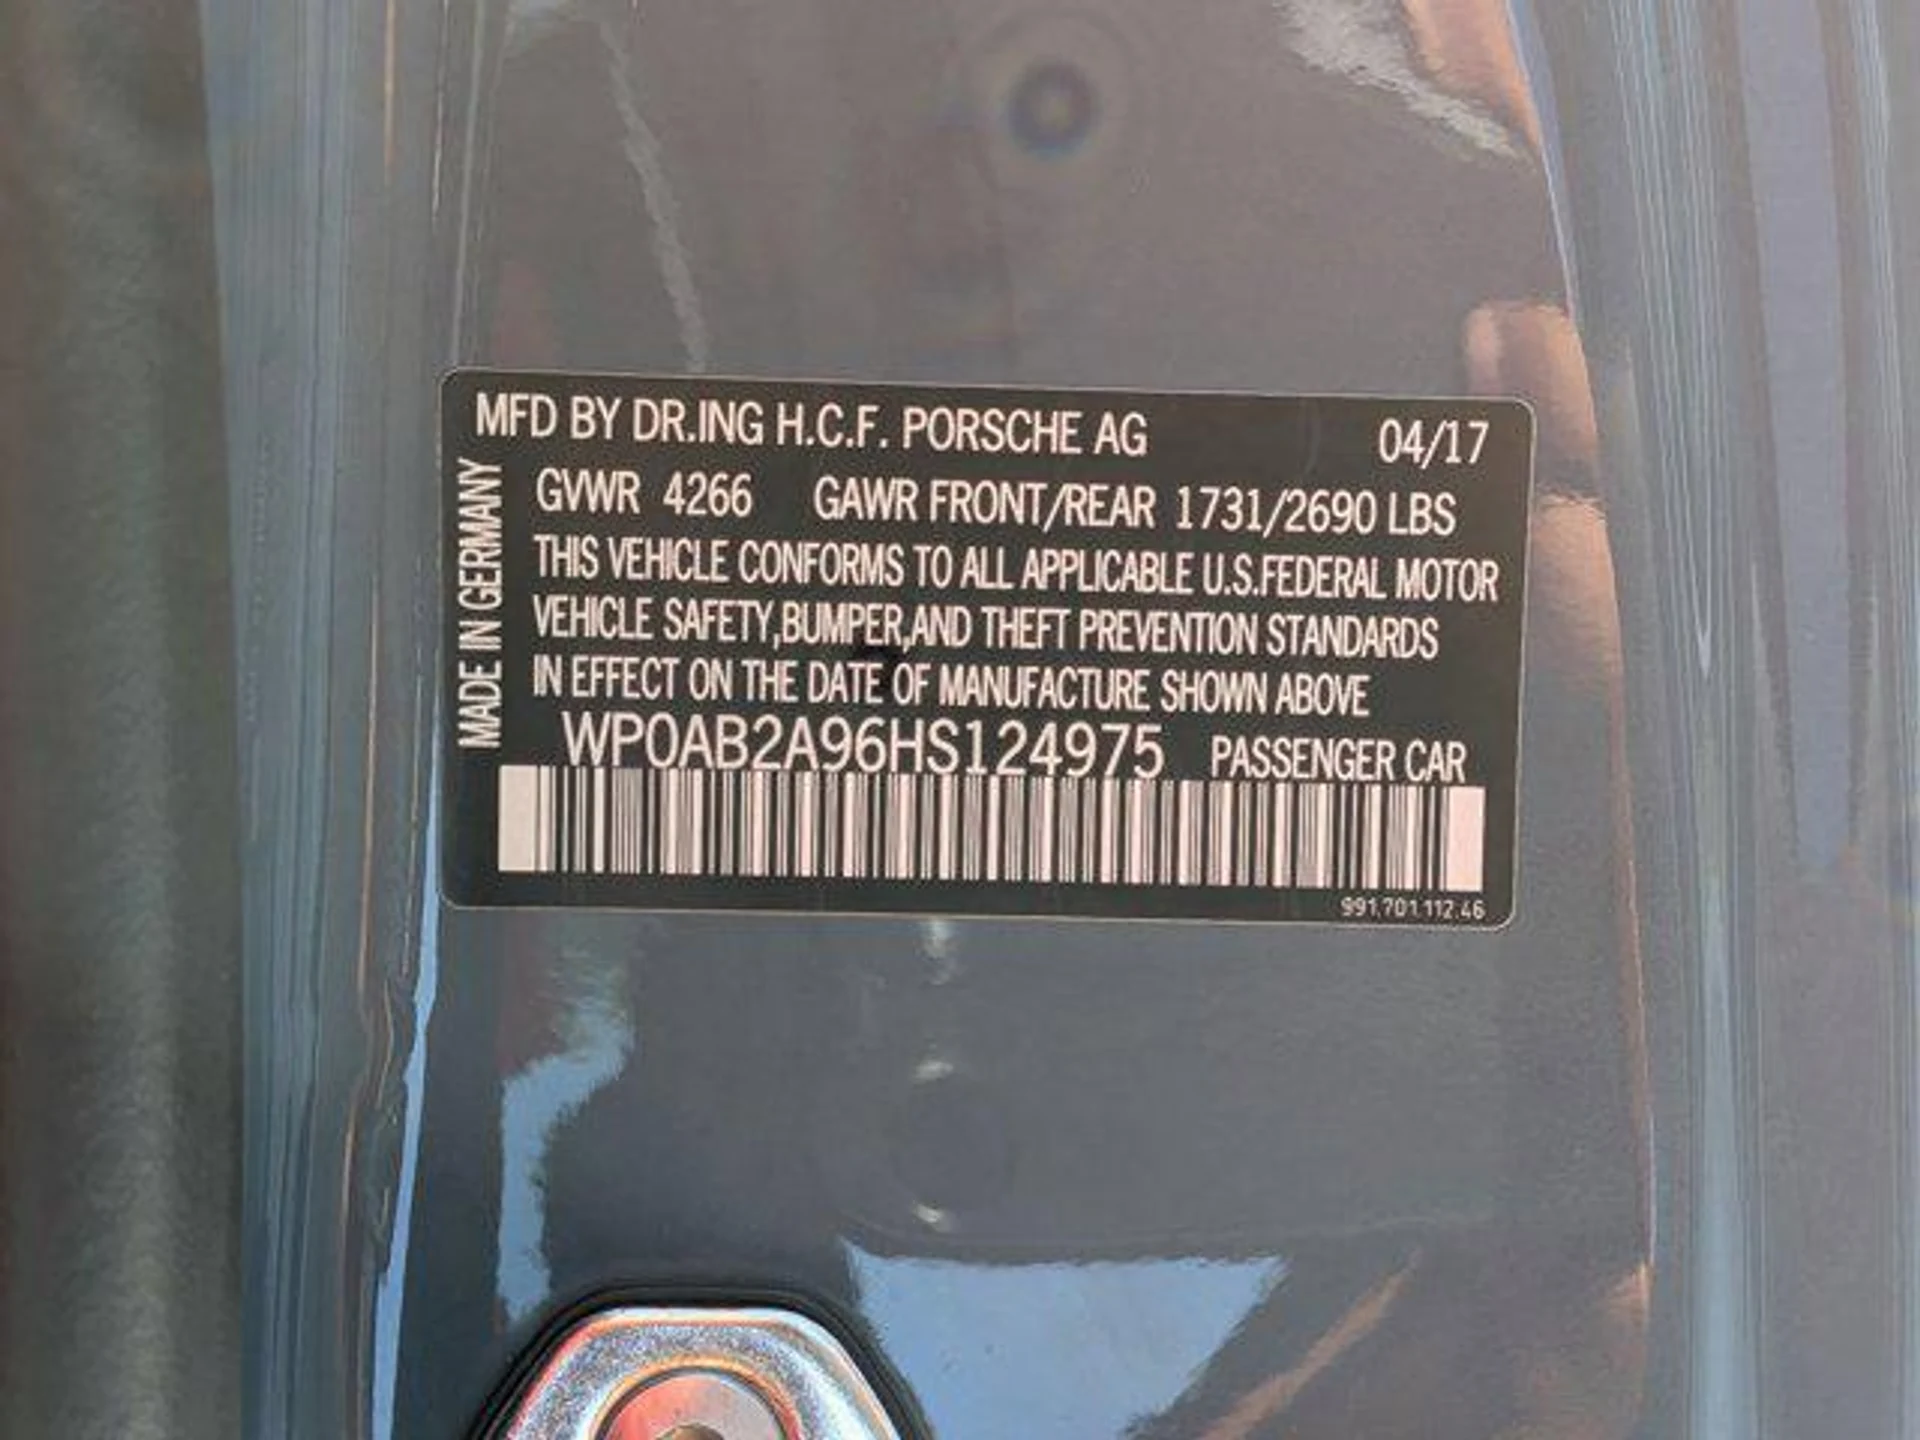 MFD BY DR.ING H.C.F. PORSCHE AG 04/17
MADE IN GERMANY
GVWR 4266 GAWR FRONT/REAR 1731/2690 LBS
THIS VEHICLE CONFORMS TO ALL APPLICABLE U.S.FEDERAL MOTOR
VEHICLE SAFETY,BUMPER,AND THEFT PREVENTION STANDARDS
IN EFFECT ON THE DATE OF MANUFACTURE SHOWN ABOVE
WP0AB2A96HS124975 PASSENGER CAR
991.701.112.46